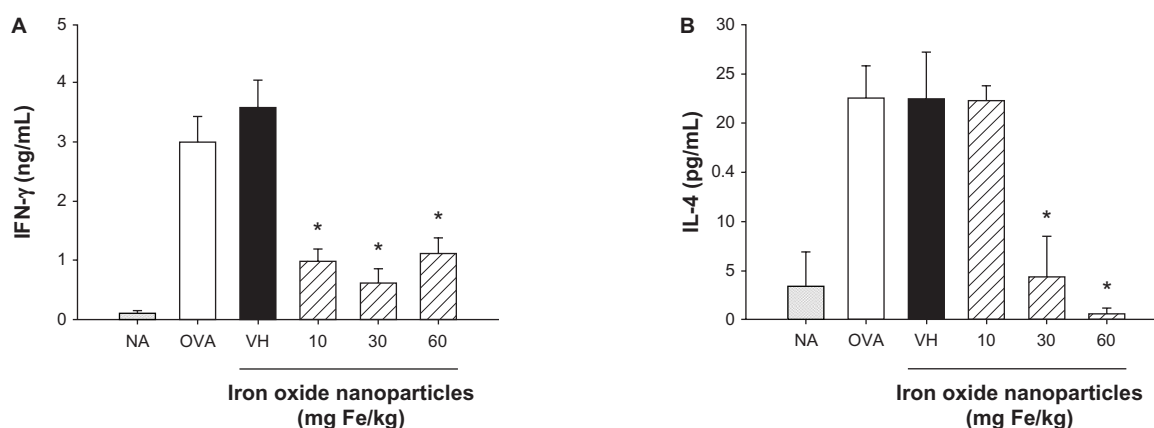 A
5
4
3
2
1
0
IFN-γ (ng/mL)
*
*
*
NA OVA VH 10 30 60
Iron oxide nanoparticles
(mg Fe/kg)
B
30
25
20
0.4
10
5
0
IL-4 (pg/mL)
*
*
NA OVA VH 10 30 60
Iron oxide nanoparticles
(mg Fe/kg)